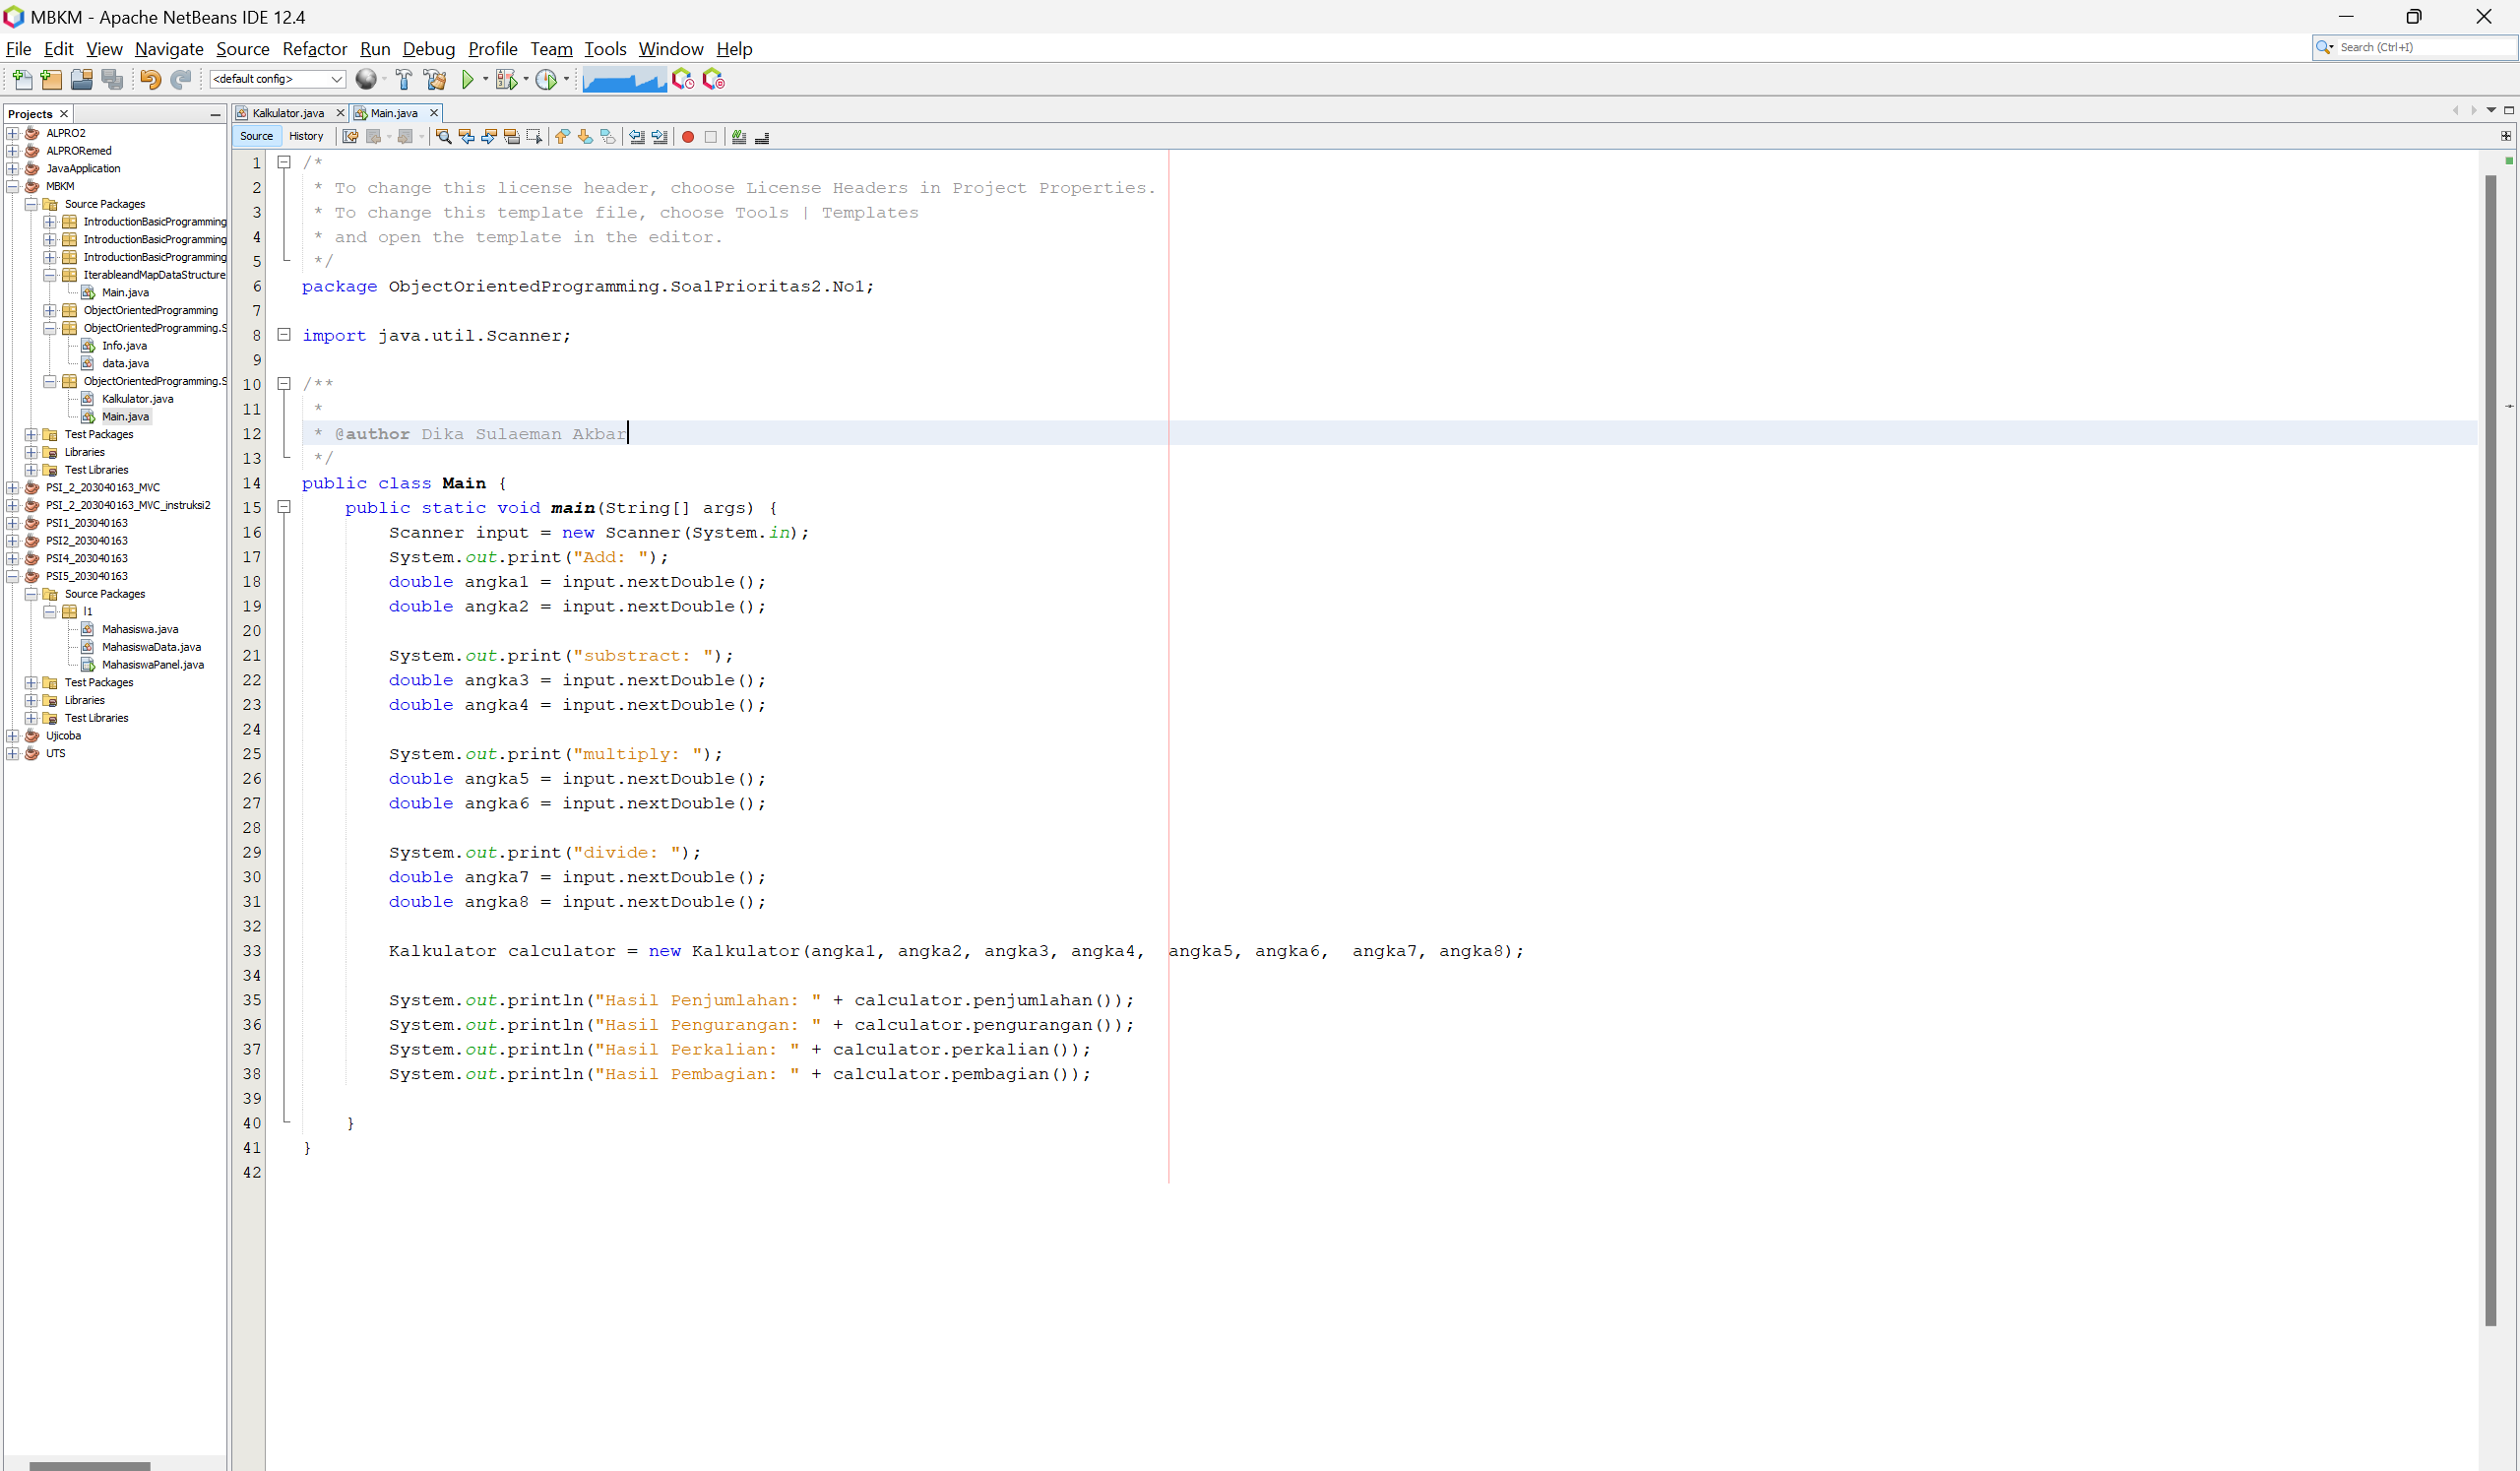 MBKM - Apache NetBeans IDE 12.4
File Edit View Navigate Source Refactor Run Debug Profile Team Tools Window Help
Search (Ctrl+I)
<default config>
Projects
Kalkulator.java Main.java
Source History
ALPRO2
ALPRORemed
JavaApplication
MBKM
Source Packages
IntroductionBasicProgramming
IntroductionBasicProgramming
IntroductionBasicProgramming
IterableandMapDataStructure
Main.java
ObjectOrientedProgramming
ObjectOrientedProgramming.S
Info.java
data.java
ObjectOrientedProgramming.S
Kalkulator.java
Main.java
Test Packages
Libraries
Test Libraries
PSI_2_203040163_MVC
PSI_2_203040163_MVC_instruksi2
PSI1_203040163
PSI2_203040163
PSI4_203040163
PSI5_203040163
Source Packages
l1
Mahasiswa.java
MahasiswaData.java
MahasiswaPanel.java
Test Packages
Libraries
Test Libraries
Ujicoba
UTS
1 /*
2 * To change this license header, choose License Headers in Project Properties.
3 * To change this template file, choose Tools | Templates
4 * and open the template in the editor.
5 */
6 package ObjectOrientedProgramming.SoalPrioritas2.No1;
7
8 import java.util.Scanner;
9
10 /**
11 *
12 * @author Dika Sulaeman Akbar
13 */
14 public class Main {
15 public static void main(String[] args) {
16 Scanner input = new Scanner(System.in);
17 System.out.print("Add: ");
18 double angka1 = input.nextDouble();
19 double angka2 = input.nextDouble();
20
21 System.out.print("substract: ");
22 double angka3 = input.nextDouble();
23 double angka4 = input.nextDouble();
24
25 System.out.print("multiply: ");
26 double angka5 = input.nextDouble();
27 double angka6 = input.nextDouble();
28
29 System.out.print("divide: ");
30 double angka7 = input.nextDouble();
31 double angka8 = input.nextDouble();
32
33 Kalkulator calculator = new Kalkulator(angka1, angka2, angka3, angka4, angka5, angka6, angka7, angka8);
34
35 System.out.println("Hasil Penjumlahan: " + calculator.penjumlahan());
36 System.out.println("Hasil Pengurangan: " + calculator.pengurangan());
37 System.out.println("Hasil Perkalian: " + calculator.perkalian());
38 System.out.println("Hasil Pembagian: " + calculator.pembagian());
39
40 }
41 }
42